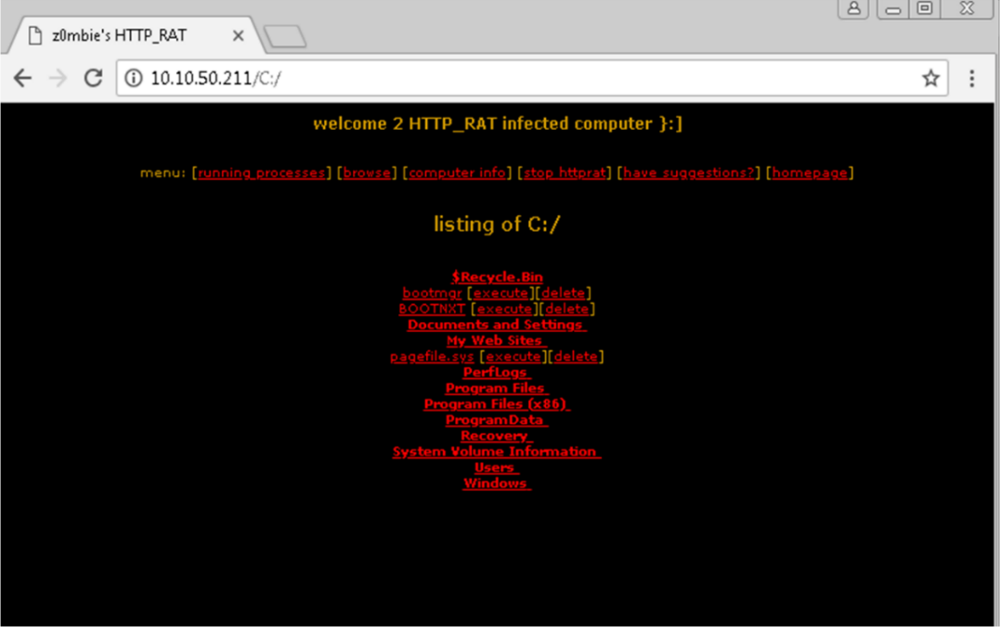 z0mbie's HTTP_RAT
10.10.50.211/C:/
welcome 2 HTTP_RAT infected computer }:]
menu: [running processes] [browse] [computer info] [stop httprat] [have suggestions?] [homepage]
listing of C:/
$Recycle.Bin
bootmgr [execute][delete]
BOOTNXT [execute][delete]
Documents and Settings
My Web Sites
pagefile.sys [execute][delete]
PerfLogs
Program Files
Program Files (x86)
ProgramData
Recovery
System Volume Information
Users
Windows